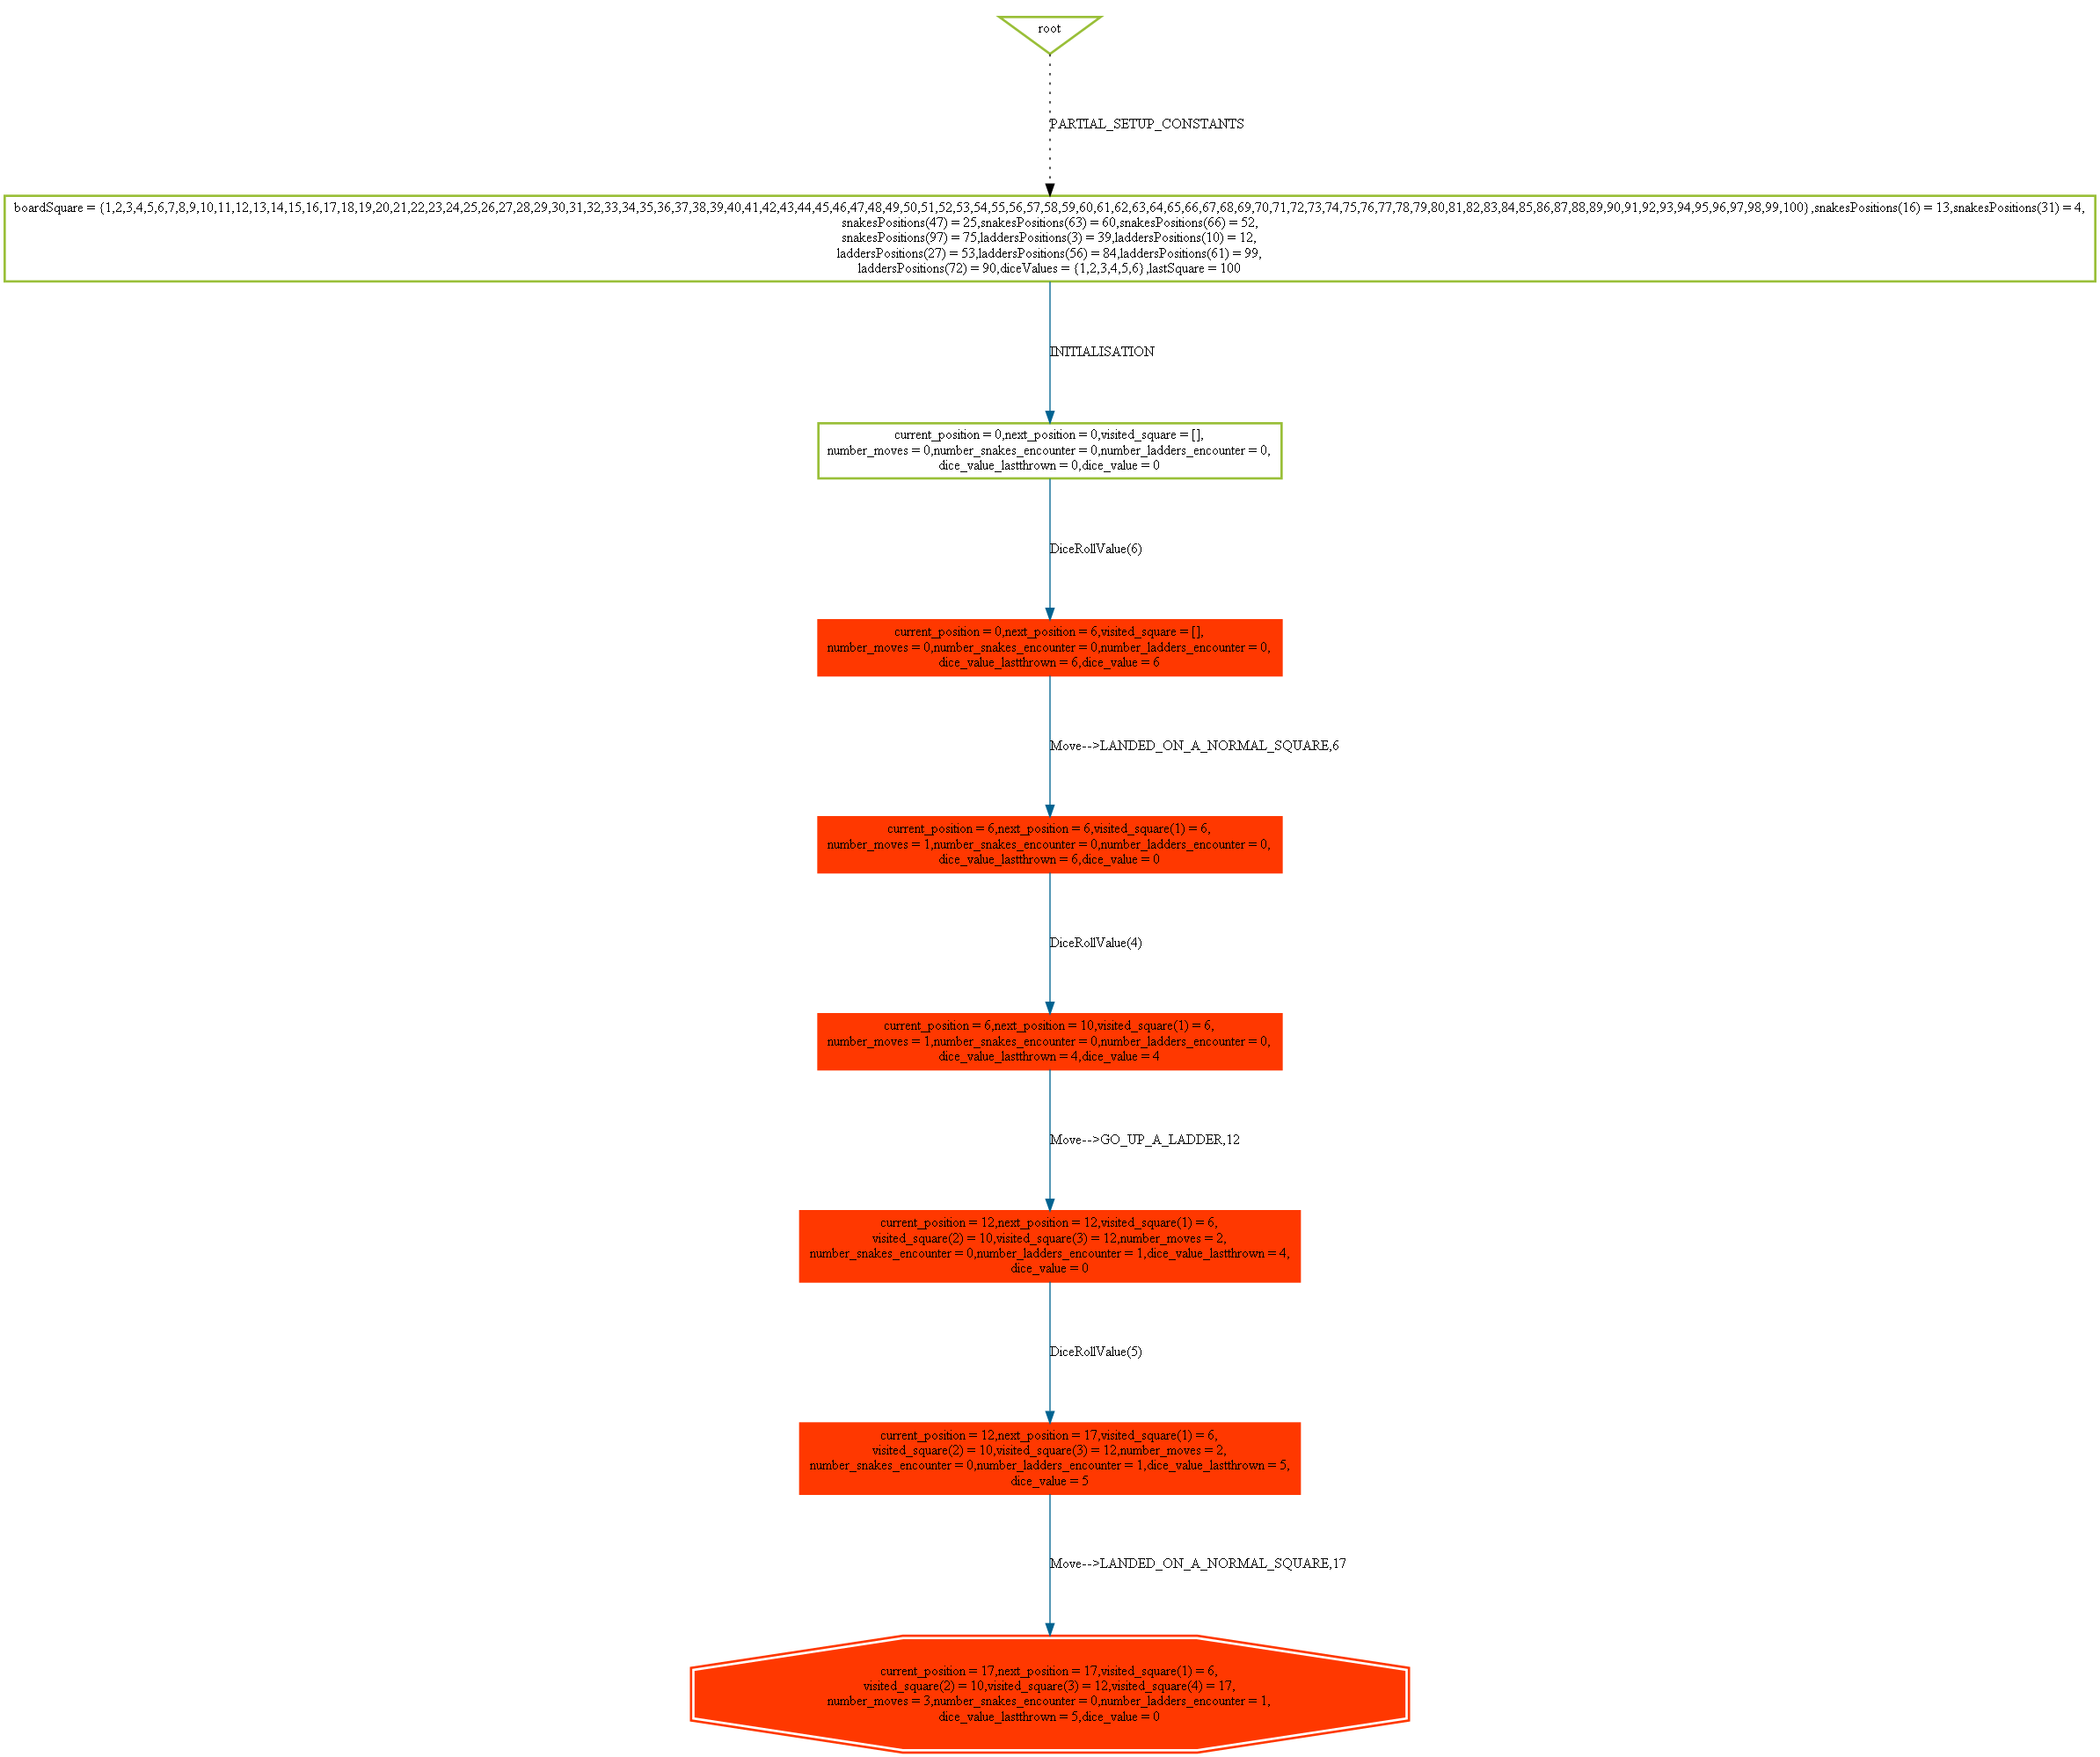 root
PARTIAL_SETUP_CONSTANTS
boardSquare = {1,2,3,4,5,6,7,8,9,10,11,12,13,14,15,16,17,18,19,20,21,22,23,24,25,26,27,28,29,30,31,32,33,34,35,36,37,38,39,40,41,42,43,44,45,46,47,48,49,50,51,52,53,54,55,56,57,58,59,60,61,62,63,64,65,66,67,68,69,70,71,72,73,74,75,76,77,78,79,80,81,82,83,84,85,86,87,88,89,90,91,92,93,94,95,96,97,98,99,100},snakesPositions(16) = 13,snakesPositions(31) = 4,
snakesPositions(47) = 25,snakesPositions(63) = 60,snakesPositions(66) = 52,
snakesPositions(97) = 75,laddersPositions(3) = 39,laddersPositions(10) = 12,
laddersPositions(27) = 53,laddersPositions(56) = 84,laddersPositions(61) = 99,
laddersPositions(72) = 90,diceValues = {1,2,3,4,5,6},lastSquare = 100
INITIALISATION
current_position = 0,next_position = 0,visited_square = [],
number_moves = 0,number_snakes_encounter = 0,number_ladders_encounter = 0,
dice_value_lastthrown = 0,dice_value = 0
DiceRollValue(6)
current_position = 0,next_position = 6,visited_square = [],
number_moves = 0,number_snakes_encounter = 0,number_ladders_encounter = 0,
dice_value_lastthrown = 6,dice_value = 6
Move-->LANDED_ON_A_NORMAL_SQUARE,6
current_position = 6,next_position = 6,visited_square(1) = 6,
number_moves = 1,number_snakes_encounter = 0,number_ladders_encounter = 0,
dice_value_lastthrown = 6,dice_value = 0
DiceRollValue(4)
current_position = 6,next_position = 10,visited_square(1) = 6,
number_moves = 1,number_snakes_encounter = 0,number_ladders_encounter = 0,
dice_value_lastthrown = 4,dice_value = 4
Move-->GO_UP_A_LADDER,12
current_position = 12,next_position = 12,visited_square(1) = 6,
visited_square(2) = 10,visited_square(3) = 12,number_moves = 2,
number_snakes_encounter = 0,number_ladders_encounter = 1,dice_value_lastthrown = 4,
dice_value = 0
DiceRollValue(5)
current_position = 12,next_position = 17,visited_square(1) = 6,
visited_square(2) = 10,visited_square(3) = 12,number_moves = 2,
number_snakes_encounter = 0,number_ladders_encounter = 1,dice_value_lastthrown = 5,
dice_value = 5
Move-->LANDED_ON_A_NORMAL_SQUARE,17
current_position = 17,next_position = 17,visited_square(1) = 6,
visited_square(2) = 10,visited_square(3) = 12,visited_square(4) = 17,
number_moves = 3,number_snakes_encounter = 0,number_ladders_encounter = 1,
dice_value_lastthrown = 5,dice_value = 0